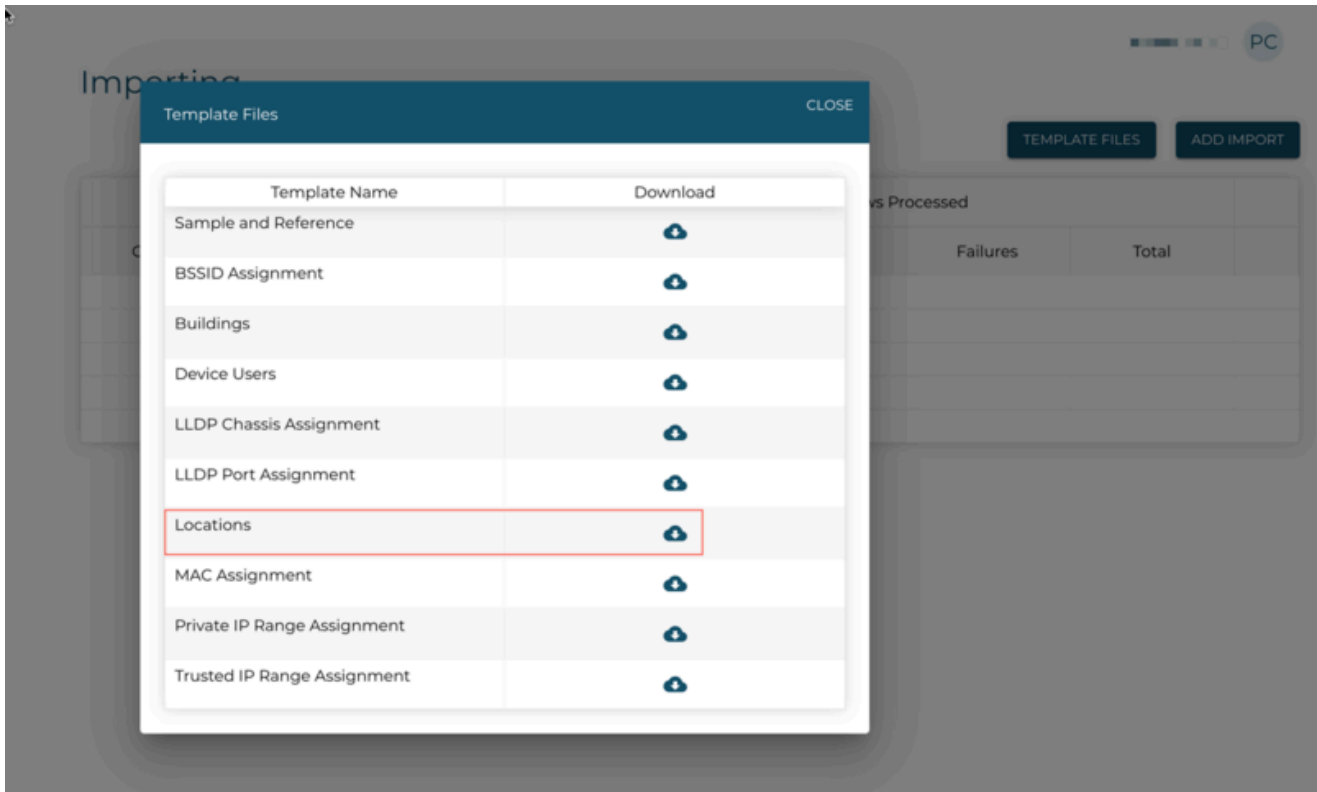 PC
Importing
Template Files
CLOSE
TEMPLATE FILES
ADD IMPORT
Template Name
Download
Processed
Failures
Total
Sample and Reference
BSSID Assignment
Buildings
Device Users
LLDP Chassis Assignment
LLDP Port Assignment
Locations
MAC Assignment
Private IP Range Assignment
Trusted IP Range Assignment